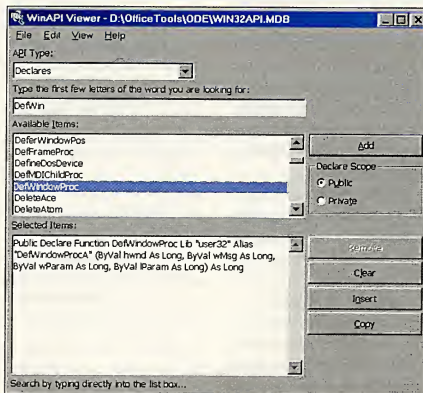 WinAPI Viewer - D:\OfficeTools\ODE\WIN32API.MDB
File Edit View Help
API Type:
Declares
Type the first few letters of the word you are looking for:
DefWin
Available Items:
DeferWindowPos
DefFrameProc
DefineDosDevice
DefMDIChildProc
DefWindowProc
DeleteAce
DeleteAtom
Add
Declare Scope
Public
Private
Selected Items:
Public Declare Function DefWindowProc Lib "user32" Alias
"DefWindowProcA" (ByVal hwnd As Long, ByVal wMsg As Long,
ByVal wParam As Long, ByVal lParam As Long) As Long
Remove
Clear
Insert
Copy
Search by typing directly into the list box...